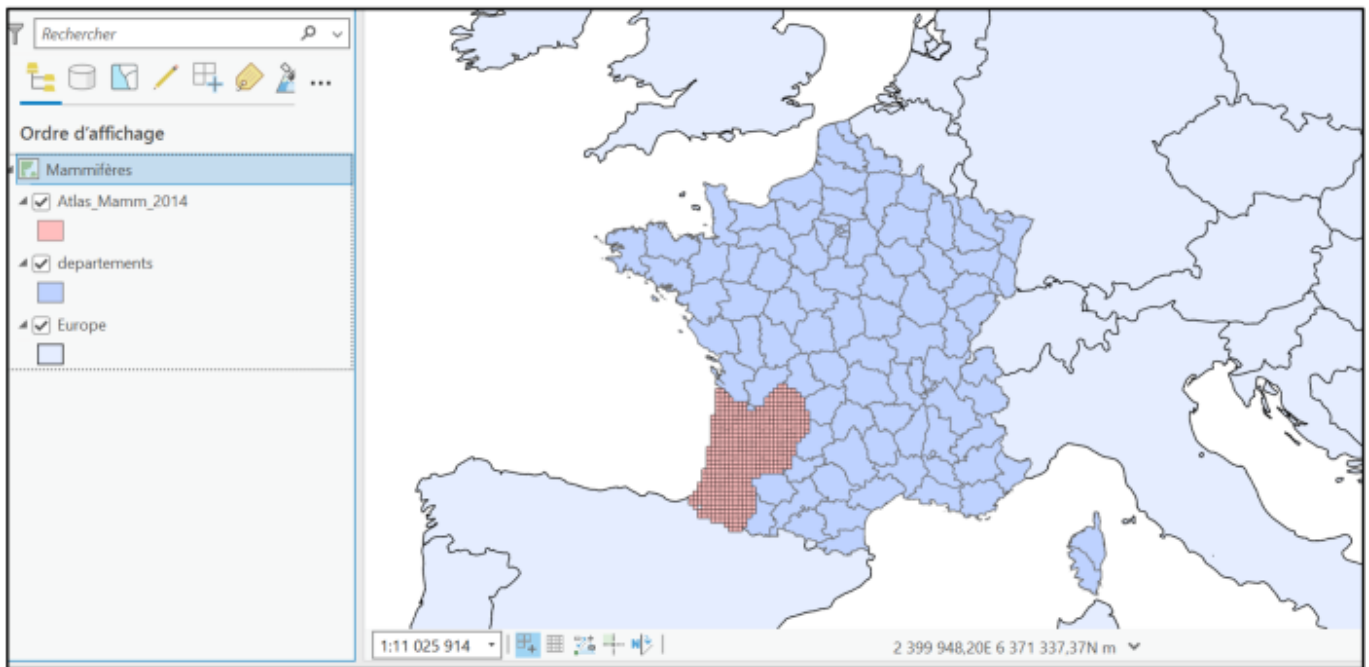 Rechercher
Ordre d'affichage
Mammifères
Atlas_Mamm_2014
departements
Europe
1:11 025 914
2 399 948,20E 6 371 337,37N m